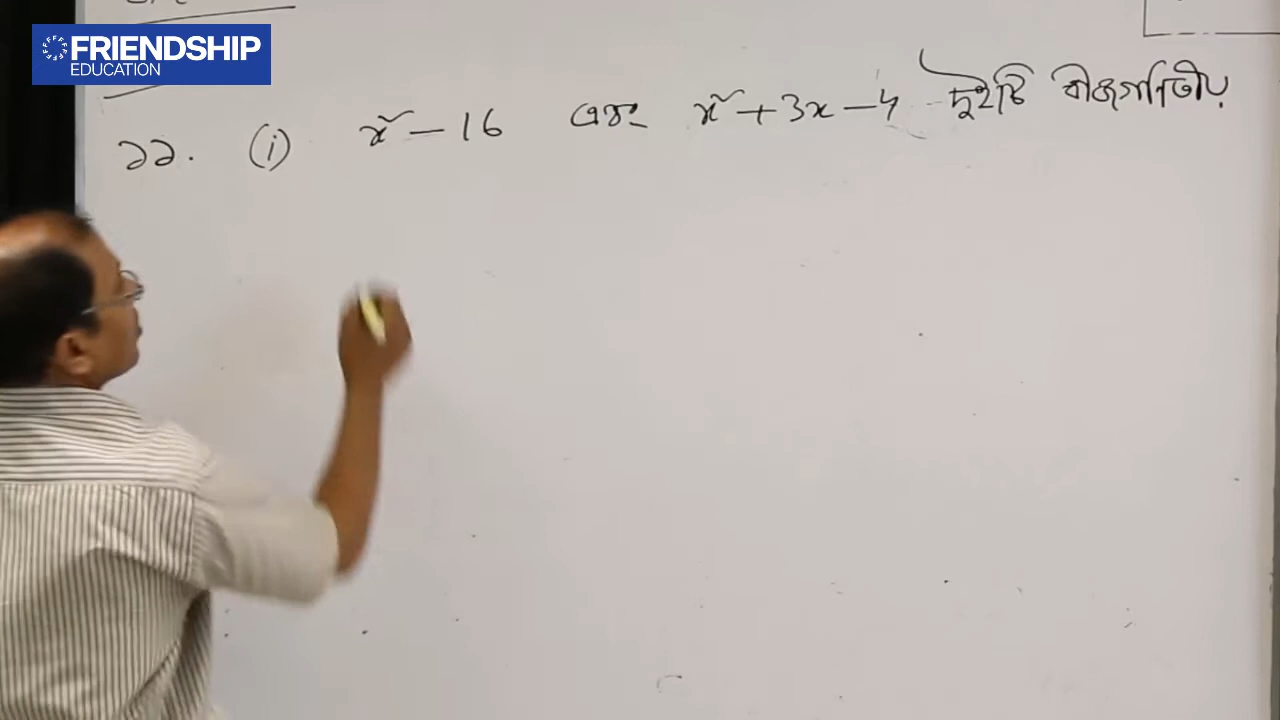 FRIENDSHIP
EDUCATION
১১. (i) x² – 16 এবং x² + 3x – 4 দুইটি বীজগানিতীয়